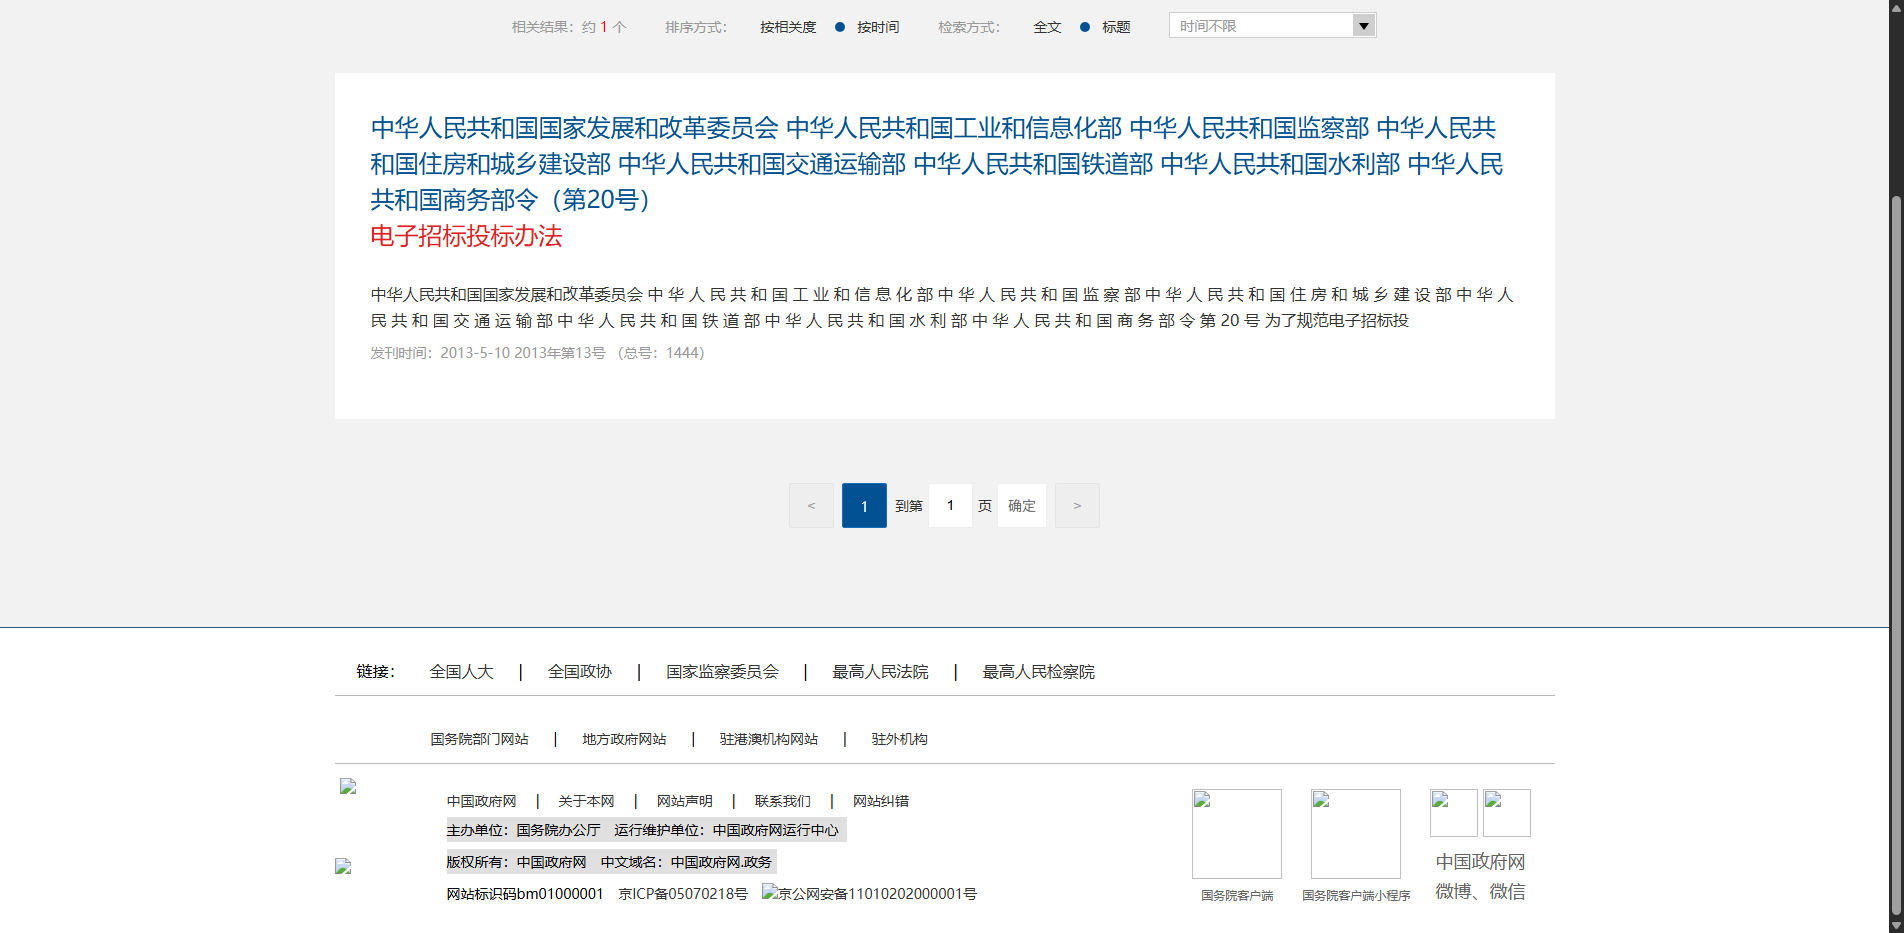 相关结果：约 1 个 排序方式： 按相关度 按时间 检索方式： 全文 标题 时间不限
中华人民共和国国家发展和改革委员会 中华人民共和国工业和信息化部 中华人民共和国监察部 中华人民共
和国住房和城乡建设部 中华人民共和国交通运输部 中华人民共和国铁道部 中华人民共和国水利部 中华人民
共和国商务部令（第20号）
电子招标投标办法
中华人民共和国国家发展和改革委员会 中 华 人 民 共 和 国 工 业 和 信 息 化 部 中 华 人 民 共 和 国 监 察 部 中 华 人 民 共 和 国 住 房 和 城 乡 建 设 部 中 华 人
民 共 和 国 交 通 运 输 部 中 华 人 民 共 和 国 铁 道 部 中 华 人 民 共 和 国 水 利 部 中 华 人 民 共 和 国 商 务 部 令 第 20 号 为了规范电子招标投
发刊时间：2013-5-10 2013年第13号 （总号：1444）
< 1 到第 1 页 确定 >
链接： 全国人大 | 全国政协 | 国家监察委员会 | 最高人民法院 | 最高人民检察院
国务院部门网站 | 地方政府网站 | 驻港澳机构网站 | 驻外机构
中国政府网 | 关于本网 | 网站声明 | 联系我们 | 网站纠错
主办单位：国务院办公厅 运行维护单位：中国政府网运行中心
版权所有：中国政府网 中文域名：中国政府网.政务
网站标识码bm01000001 京ICP备05070218号 京公网安备11010202000001号
国务院客户端
国务院客户端小程序
中国政府网
微博、微信